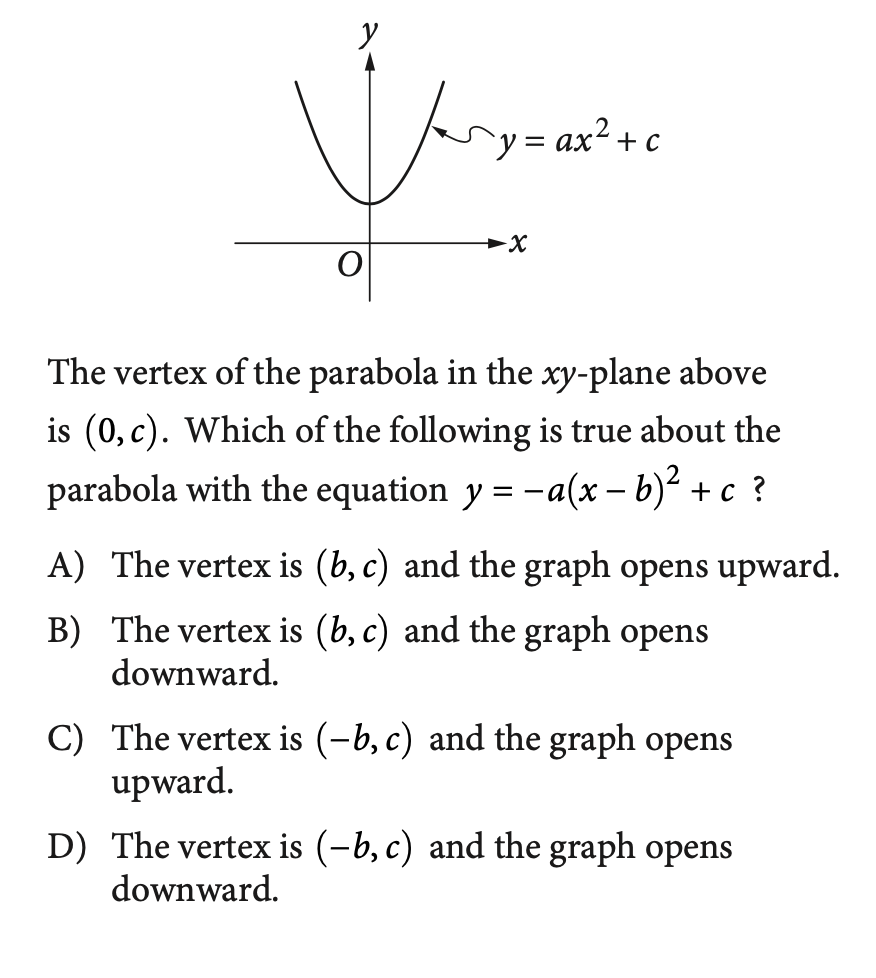 y
y = ax² + c
x
O
The vertex of the parabola in the xy-plane above
is (0, c). Which of the following is true about the
parabola with the equation y = −a(x − b)² + c ?
A) The vertex is (b, c) and the graph opens upward.
B) The vertex is (b, c) and the graph opens
downward.
C) The vertex is (−b, c) and the graph opens
upward.
D) The vertex is (−b, c) and the graph opens
downward.